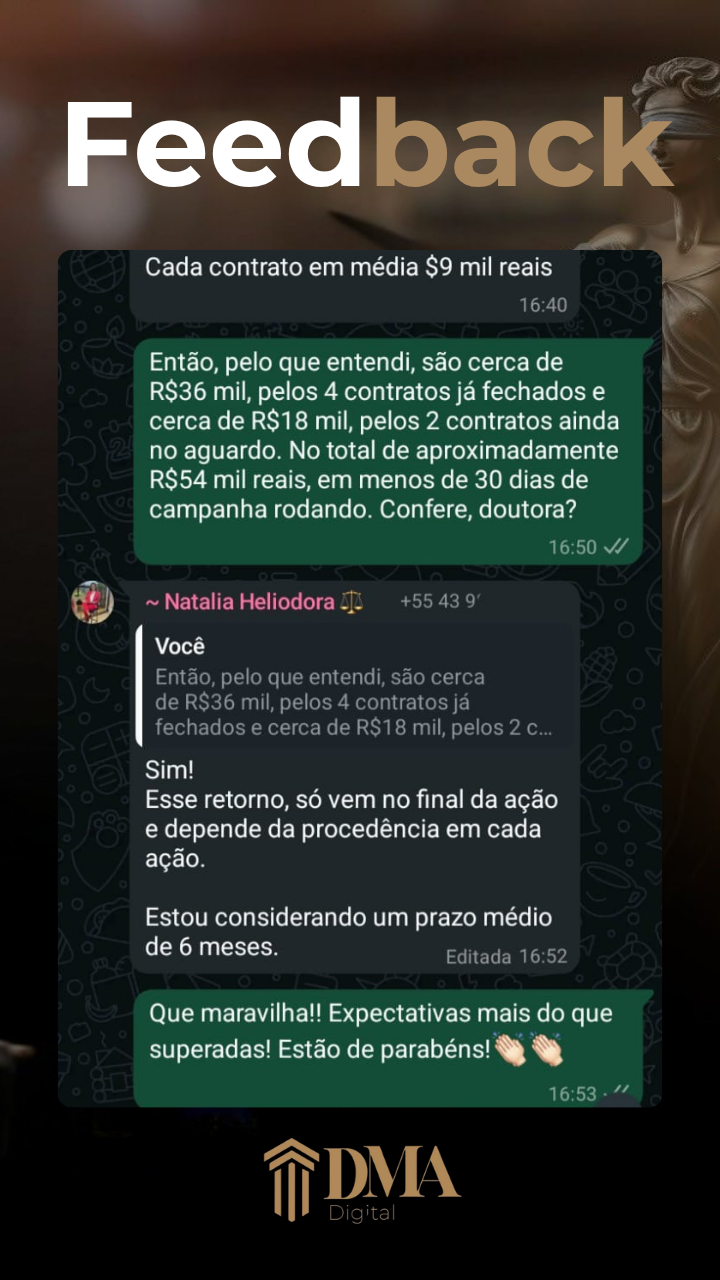 Feedback
Cada contrato em média $9 mil reais
16:40
Então, pelo que entendi, são cerca de
R$36 mil, pelos 4 contratos já fechados e
cerca de R$18 mil, pelos 2 contratos ainda
no aguardo. No total de aproximadamente
R$54 mil reais, em menos de 30 dias de
campanha rodando. Confere, doutora?
16:50
~ Natalia Heliodora ⚖️ +55 43 9
Você
Então, pelo que entendi, são cerca
de R$36 mil, pelos 4 contratos já
fechados e cerca de R$18 mil, pelos 2 c...
Sim!
Esse retorno, só vem no final da ação
e depende da procedência em cada
ação.
Estou considerando um prazo médio
de 6 meses.
Editada 16:52
Que maravilha!! Expectativas mais do que
superadas! Estão de parabéns!👏🏻👏🏻
16:53
DMA
Digital